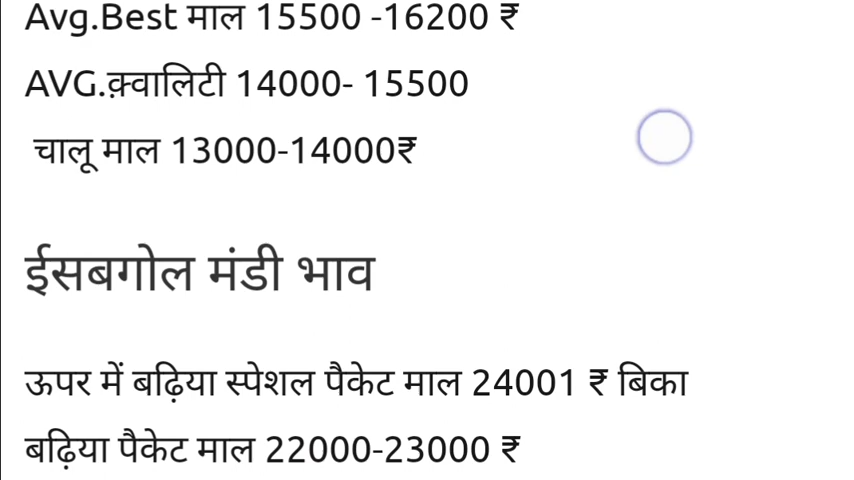 Avg.Best माल 15500 -16200 ₹
AVG.क़्वालिटी 14000- 15500
चालू माल 13000-14000₹
ईसबगोल मंडी भाव
ऊपर में बढ़िया स्पेशल पैकेट माल 24001 ₹ बिका
बढ़िया पैकेट माल 22000-23000 ₹